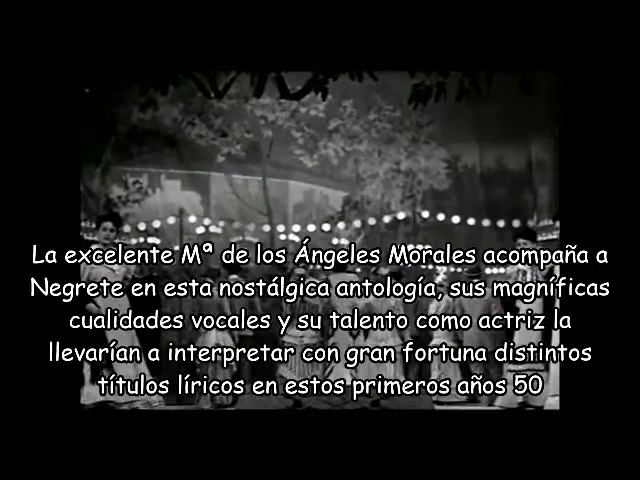 La excelente Mª de los Ángeles Morales acompaña a
Negrete en esta nostálgica antología, sus magníficas
cualidades vocales y su talento como actriz la
llevarían a interpretar con gran fortuna distintos
títulos líricos en estos primeros años 50